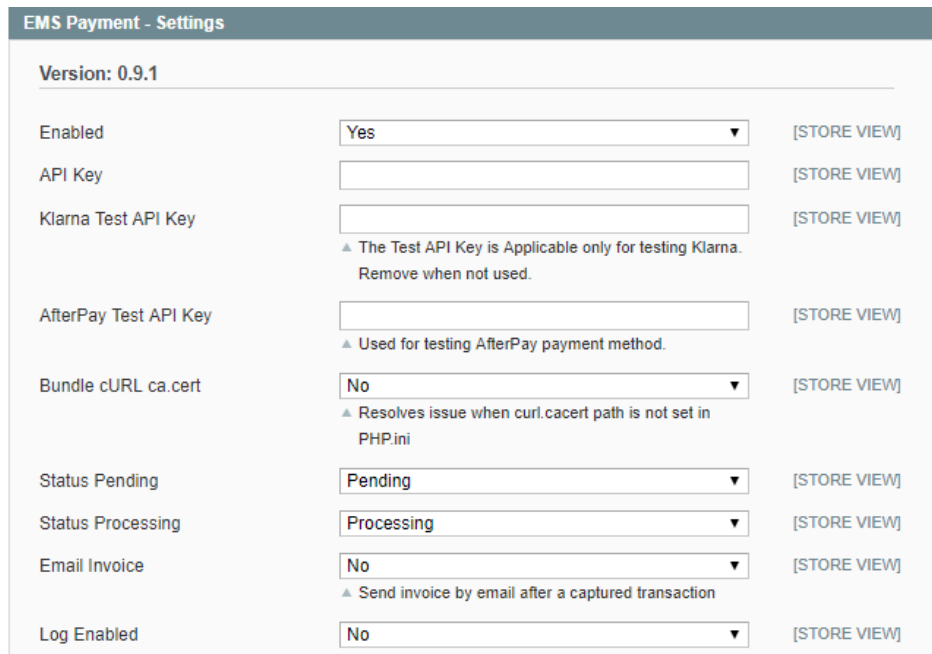 EMS Payment - Settings
Version: 0.9.1
Enabled Yes [STORE VIEW]
API Key [STORE VIEW]
Klarna Test API Key [STORE VIEW]
The Test API Key is Applicable only for testing Klarna.
Remove when not used.
AfterPay Test API Key [STORE VIEW]
Used for testing AfterPay payment method.
Bundle cURL ca.cert No [STORE VIEW]
Resolves issue when curl.cacert path is not set in
PHP.ini
Status Pending Pending [STORE VIEW]
Status Processing Processing [STORE VIEW]
Email Invoice No [STORE VIEW]
Send invoice by email after a captured transaction
Log Enabled No [STORE VIEW]